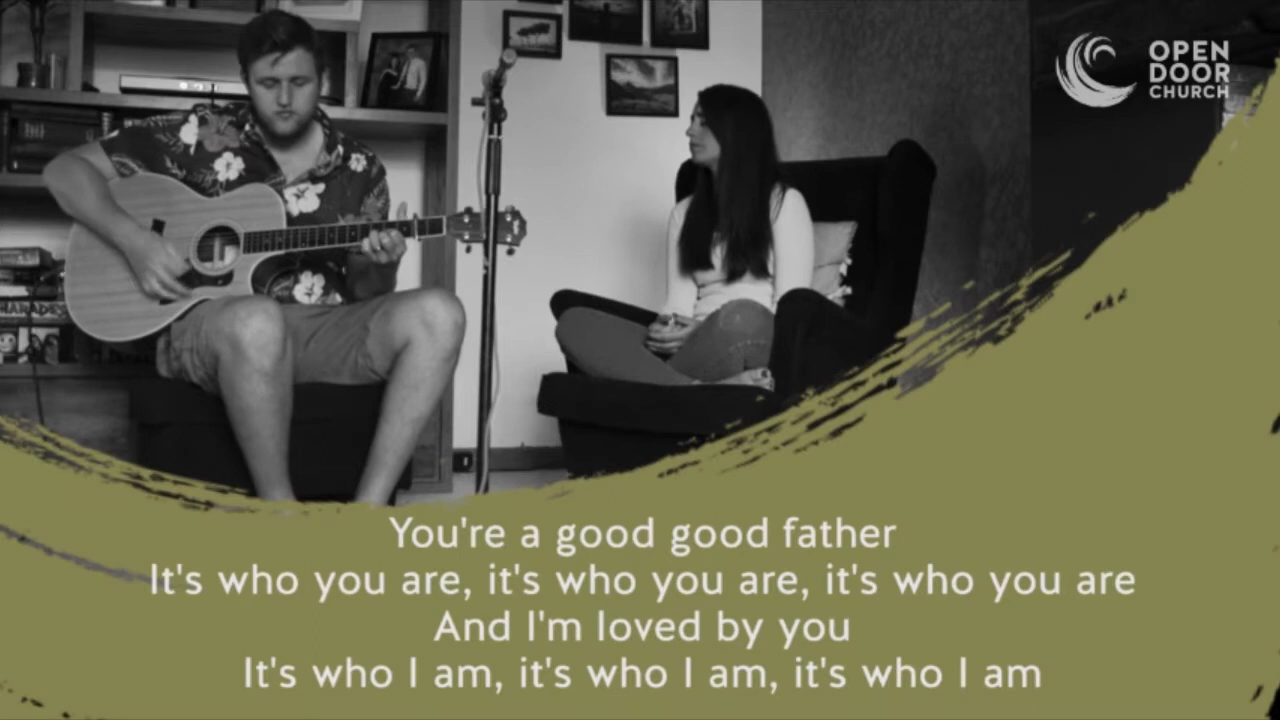 OPEN
DOOR
CHURCH
You're a good good father
It's who you are, it's who you are, it's who you are
And I'm loved by you
It's who I am, it's who I am, it's who I am